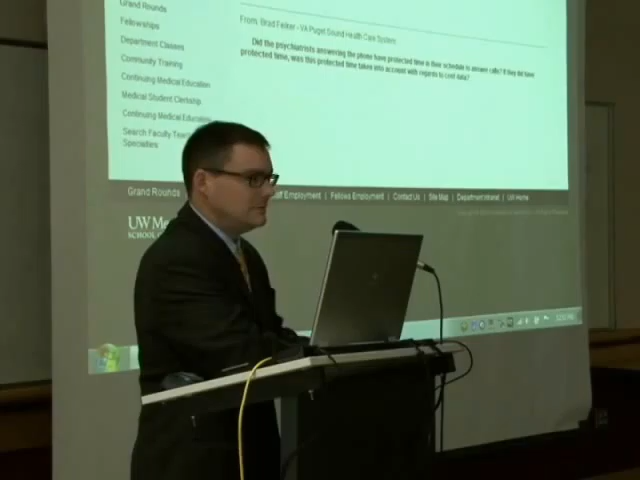 Grand Rounds
Fellowships
Department Classes
Community Training
Continuing Medical Education
Medical Student Clerkship
Continuing Medical
Search Faculty
Specialties
From: Brad Felker - VA Puget Sound Health Care System
Did the psychiatrists answering the phone have protected time in their schedule to answer calls? If they did have
protected time, was this protected time taken into account with regards to cost data?
Grand Rounds
Employment | Fellows Employment | Contact Us | Site Map | Department Intranet | UW Home
UW
SCHOOL